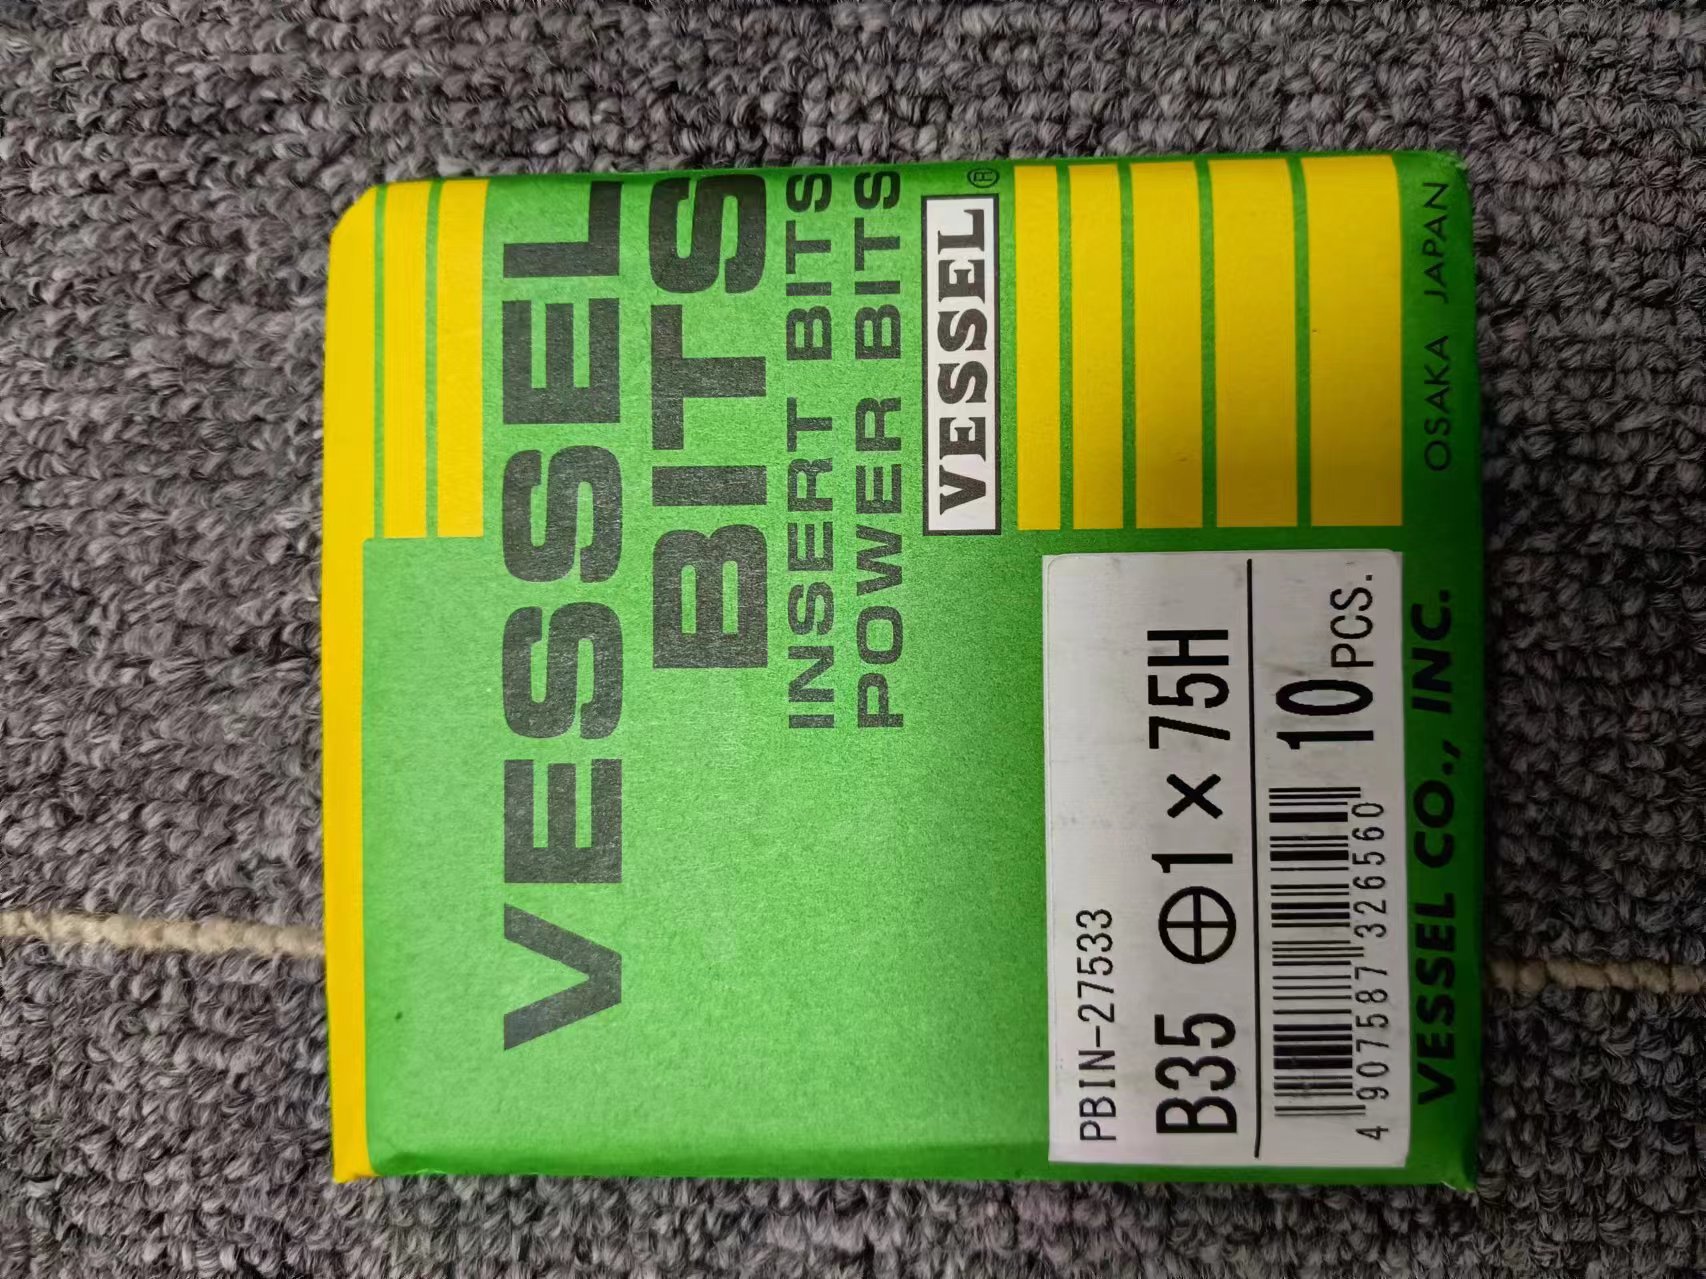 VESSEL
BITS
INSERT BITS
POWER BITS
VESSEL®
PBIN-27533
B35 ⊕1 × 75H
10 PCS.
4 907587 326560
VESSEL CO., INC. OSAKA JAPAN